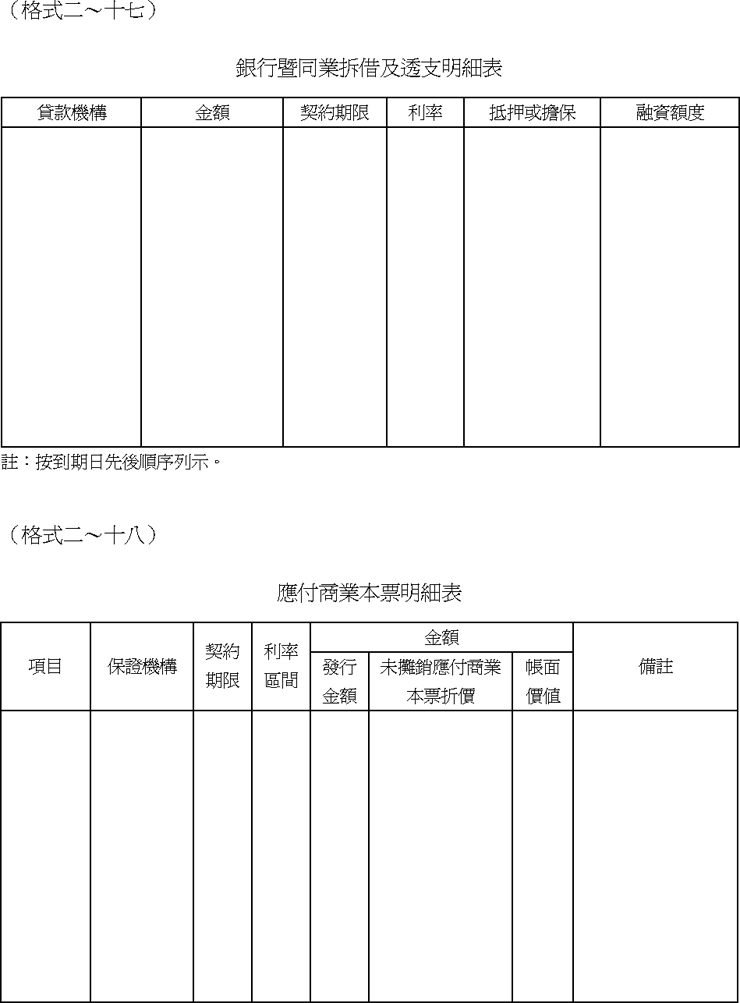 （格式二～十七）
銀行暨同業拆借及透支明細表
貸款機構 金額 契約期限 利率 抵押或擔保 融資額度
註：按到期日先後順序列示。
（格式二～十八）
應付商業本票明細表
項目 保證機構 契約期限 利率區間 金額 備註
發行金額 未攤銷應付商業本票折價 帳面價值